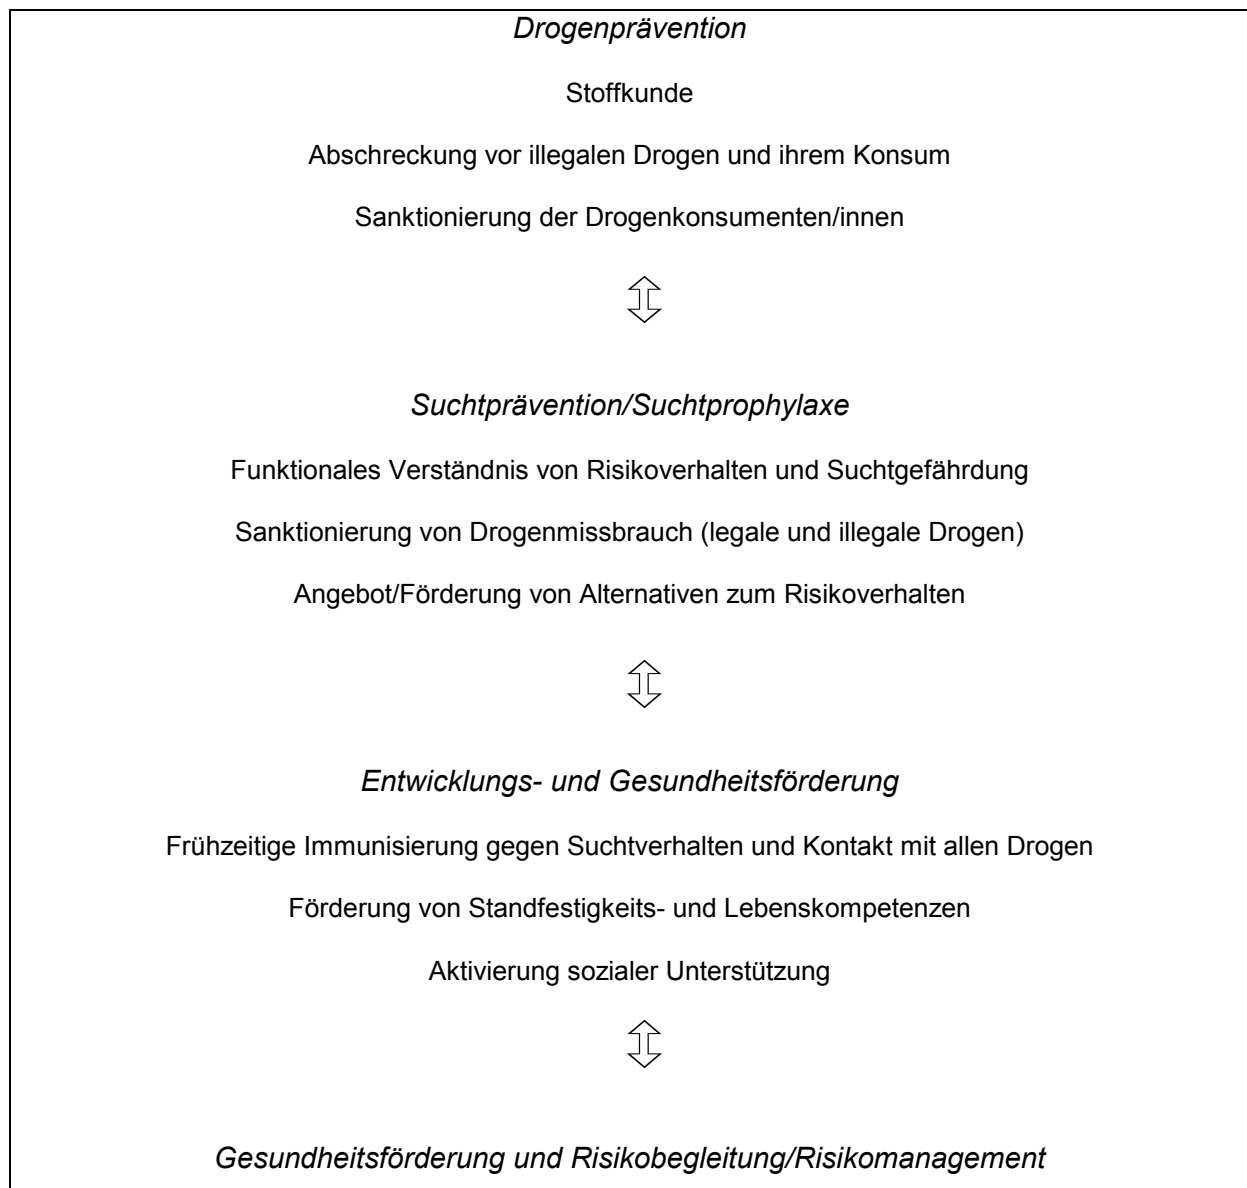 Drogenprävention
Stoffkunde
Abschreckung vor illegalen Drogen und ihrem Konsum
Sanktionierung der Drogenkonsumenten/innen
Suchtprävention/Suchtprophylaxe
Funktionales Verständnis von Risikoverhalten und Suchtgefährdung
Sanktionierung von Drogenmissbrauch (legale und illegale Drogen)
Angebot/Förderung von Alternativen zum Risikoverhalten
Entwicklungs- und Gesundheitsförderung
Frühzeitige Immunisierung gegen Suchtverhalten und Kontakt mit allen Drogen
Förderung von Standfestigkeits- und Lebenskompetenzen
Aktivierung sozialer Unterstützung
Gesundheitsförderung und Risikobegleitung/Risikomanagement